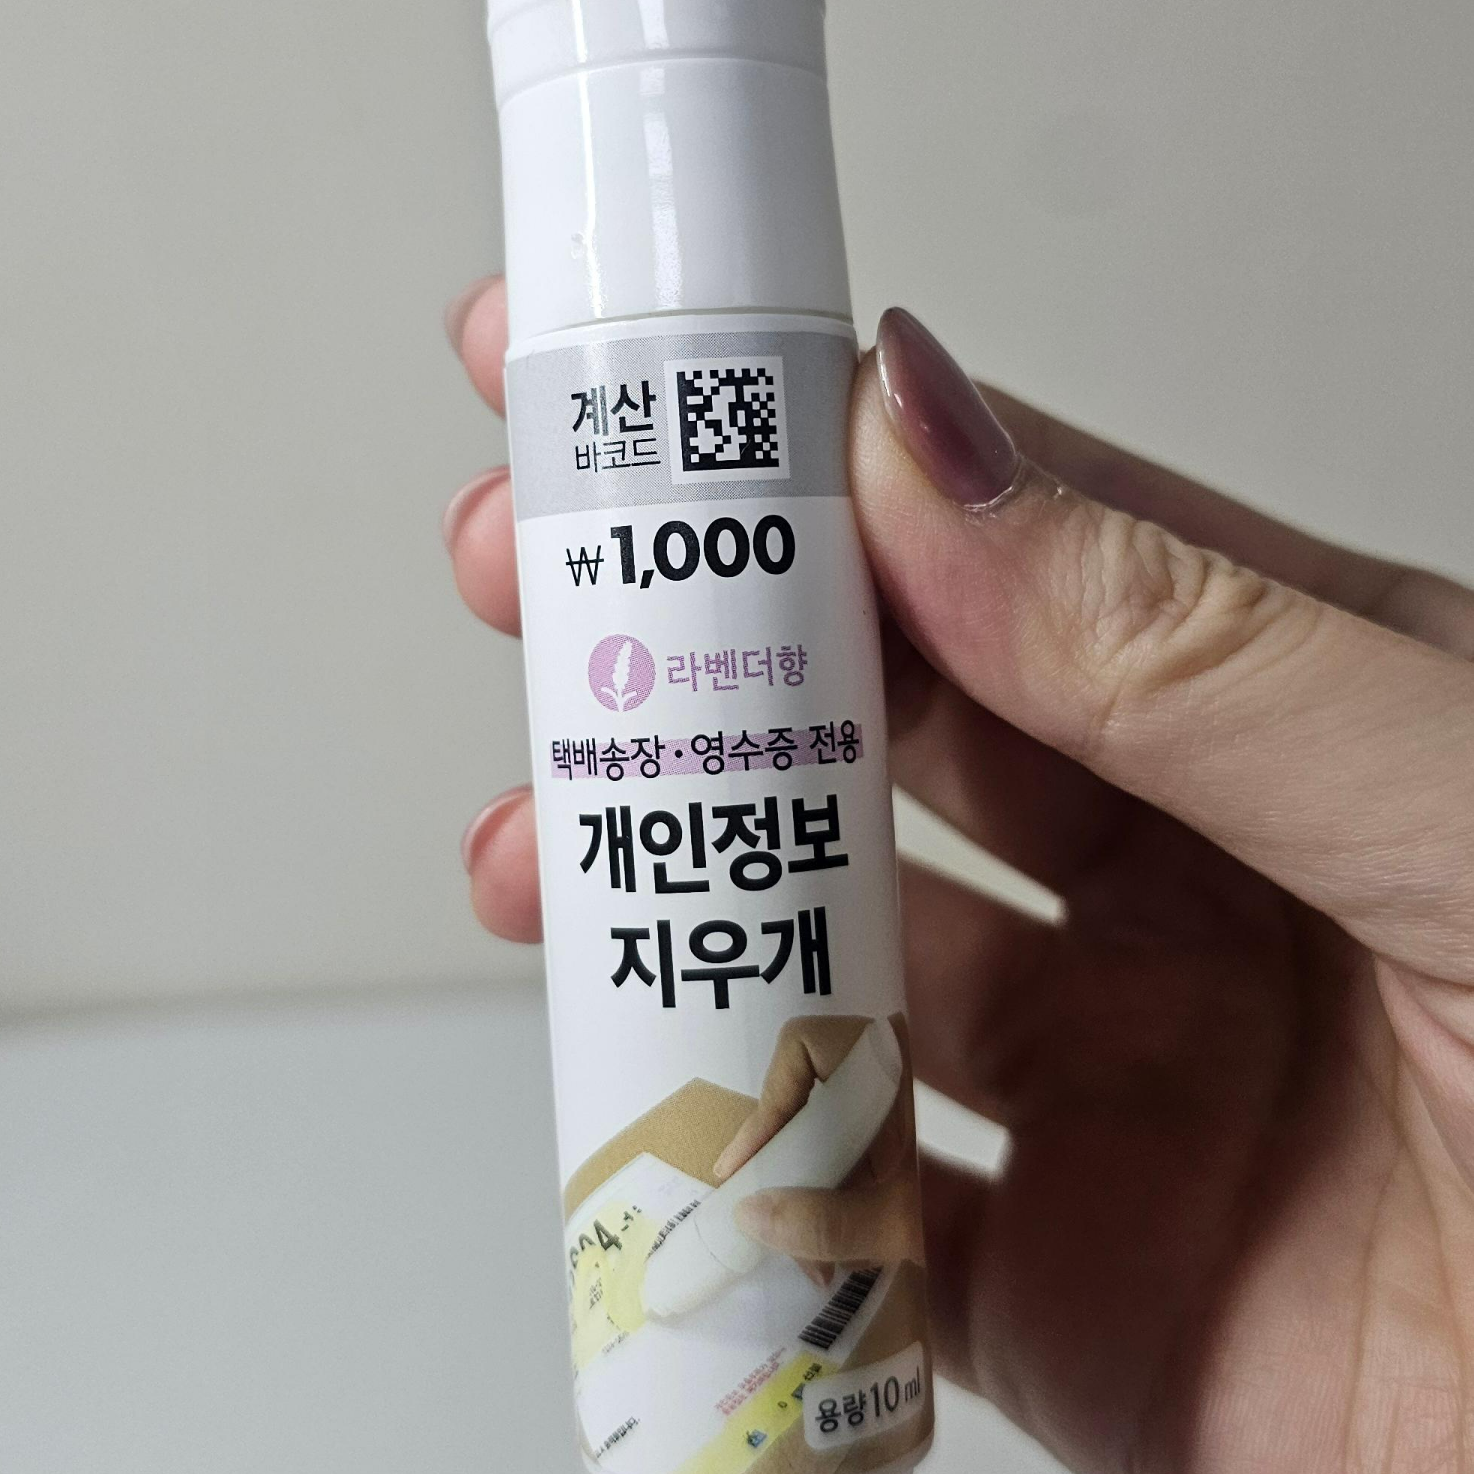 계산
바코드
₩1,000
라벤더향
택배송장·영수증 전용
개인정보
지우개
용량10ml